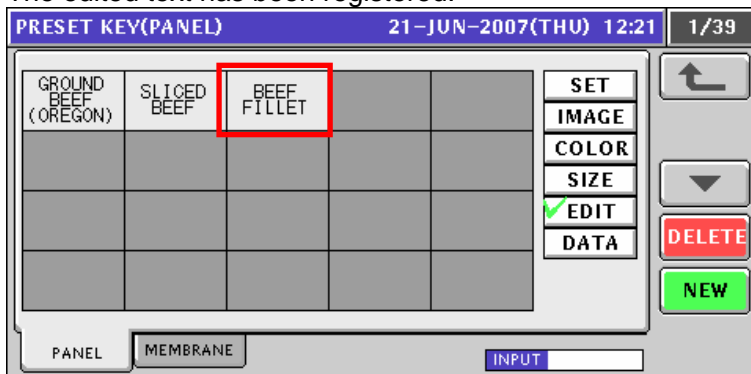 The edited text has been registered.
PRESET KEY(PANEL) 21-JUN-2007(THU) 12:21 1/39
GROUND
BEEF
(OREGON)
SLICED
BEEF
BEEF
FILLET
SET
IMAGE
COLOR
SIZE
EDIT
DATA
DELETE
NEW
PANEL
MEMBRANE
INPUT